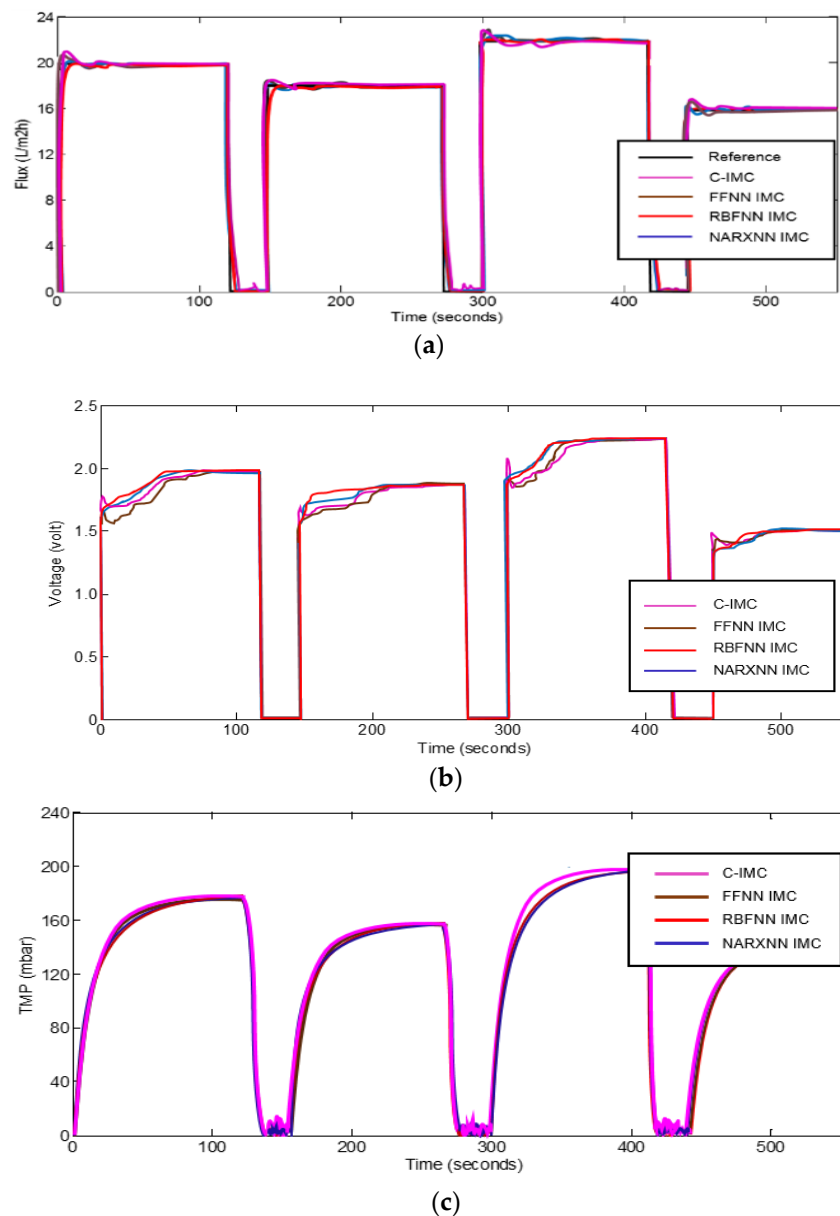 24
20
16
12
8
4
0
Flux (L/m2h)
Reference
C-IMC
FFNN IMC
RBFNN IMC
NARXNN IMC
0 100 200 300 400 500
Time (seconds)
(a)
2.5
2.0
1.5
1.0
0.5
0
Voltage (volt)
C-IMC
FFNN IMC
RBFNN IMC
NARXNN IMC
0 100 200 300 400 500
Time (seconds)
(b)
240
200
160
120
80
40
0
TMP (mbar)
C-IMC
FFNN IMC
RBFNN IMC
NARXNN IMC
0 100 200 300 400 500
Time (seconds)
(c)